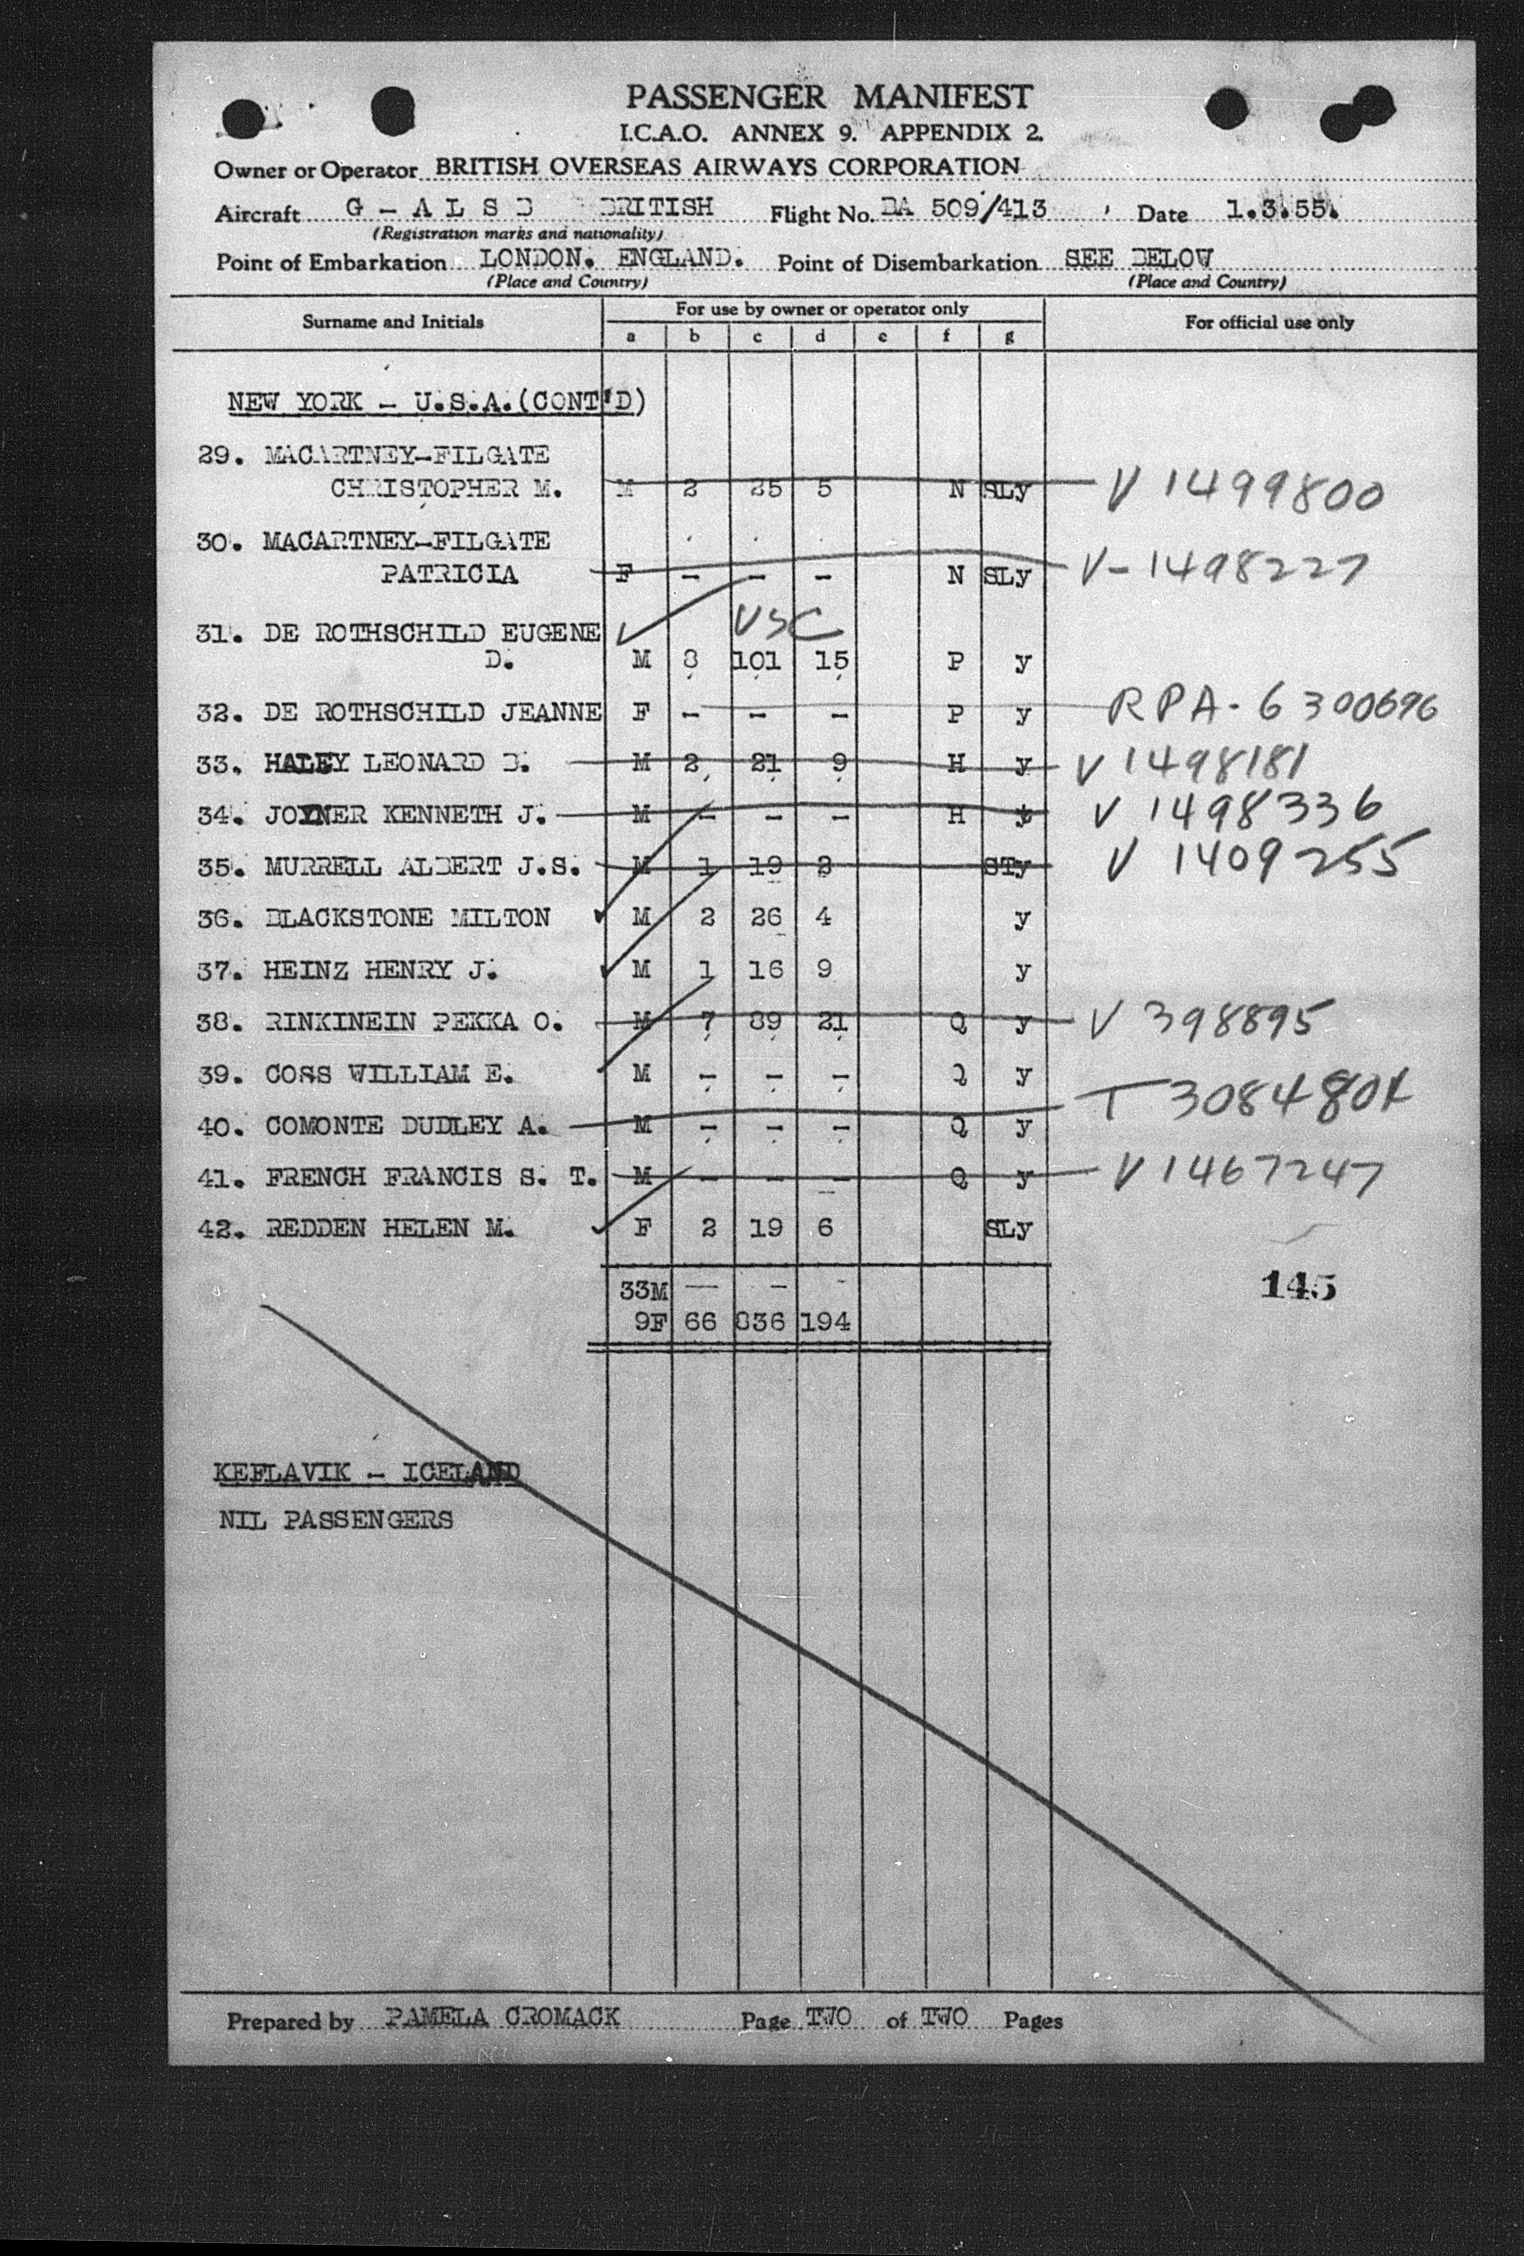 PASSENGER MANIFEST
I.C.A.O. ANNEX 9. APPENDIX 2.
Owner or Operator BRITISH OVERSEAS AIRWAYS CORPORATION
Aircraft G - A L S B BRITISH Flight No. BA 509/413 Date 1.3.55.
(Registration marks and nationality)
Point of Embarkation LONDON. ENGLAND. Point of Disembarkation SEE BELOW
(Place and Country) (Place and Country)
Surname and Initials For use by owner or operator only For official use only
a b c d e f g
NEW YORK - U.S.A.(CONT'D)
29. MACARTNEY-FILGATE
CHRISTOPHER M. M 2 25 5 N SLy V 1499800
30. MACARTNEY-FILGATE
PATRICIA F - - - N SLy V-1498227
31. DE ROTHSCHILD EUGENE USC
D. M 8 101 15 P y
32. DE ROTHSCHILD JEANNE F - - - P y RPA-6300696
33. HALEY LEONARD B. M 2 21 9 H y V 1498181
34. JOYNER KENNETH J. M - - - H y V 1498336
35. MURRELL ALBERT J.S. M 1 19 2 STy V 1409255
36. BLACKSTONE MILTON M 2 26 4 y
37. HEINZ HENRY J. M 1 16 9 y
38. RINKINEIN PEKKA O. M 7 89 21 Q y V 398895
39. COSS WILLIAM E. M - - - Q y
40. COMONTE DUDLEY A. M - - - Q y T 308480
41. FRENCH FRANCIS S. T. M - - - Q y V 1467247
42. REDDEN HELEN M. F 2 19 6 SLy
33M — - - 145
9F 66 836 194
KEFLAVIK - ICELAND
NIL PASSENGERS
Prepared by PAMELA CROMACK Page TWO of TWO Pages